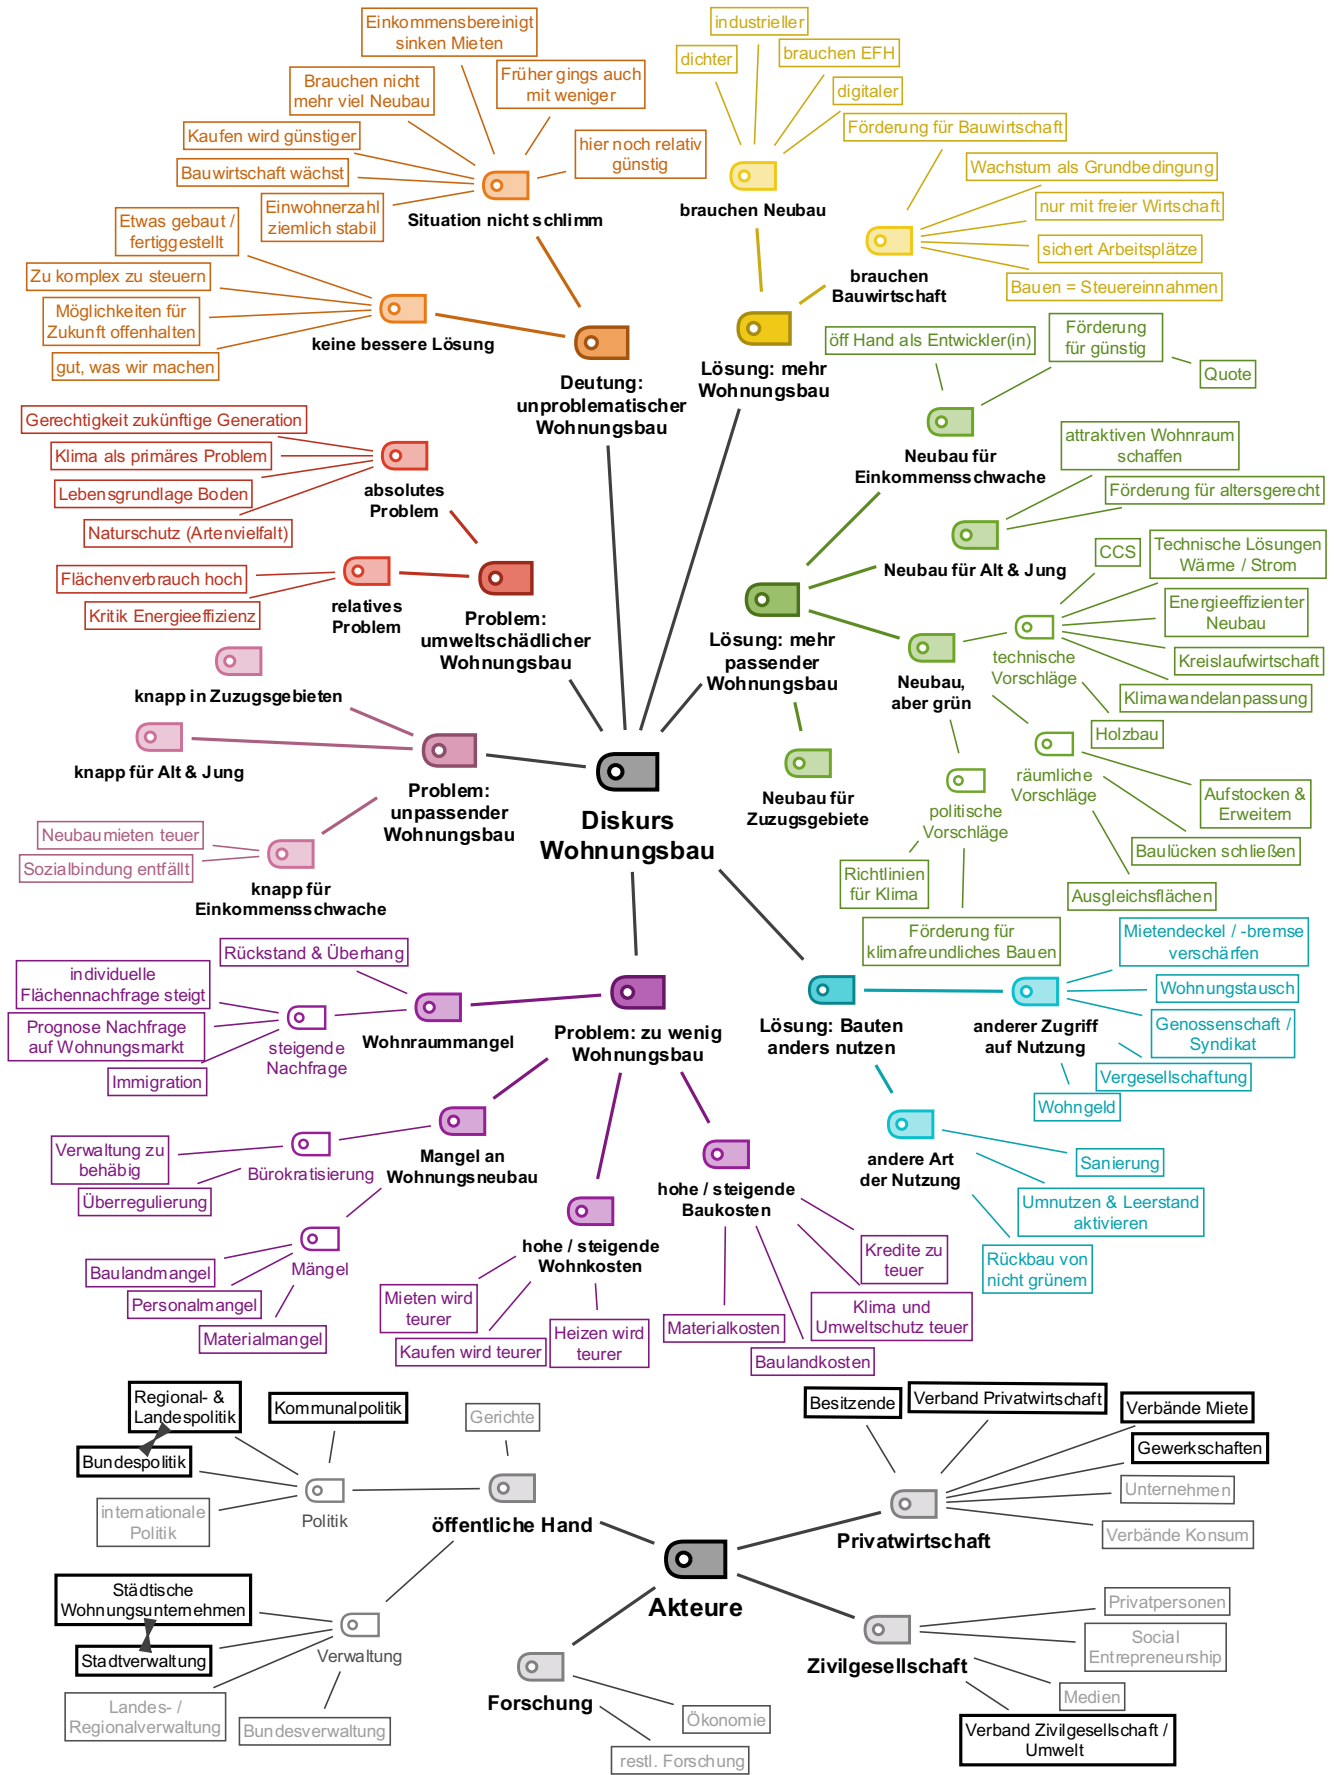 Einkommensbereinigt
sinken Mieten
Brauchen nicht
mehr viel Neubau
Früher gings auch
mit weniger
Kaufen wird günstiger
hier noch relativ
günstig
Bauwirtschaft wächst
Einwohnerzahl
ziemlich stabil
Situation nicht schlimm
Etwas gebaut /
fertiggestellt
Zu komplex zu steuern
Möglichkeiten für
Zukunft offenhalten
gut, was wir machen
keine bessere Lösung
Deutung:
unproblematischer
Wohnungsbau
industrieller
dichter
brauchen EFH
digitaler
brauchen Neubau
Förderung für Bauwirtschaft
Wachstum als Grundbedingung
nur mit freier Wirtschaft
sichert Arbeitsplätze
Bauen = Steuereinnahmen
brauchen
Bauwirtschaft
Lösung: mehr
Wohnungsbau
Gerechtigkeit zukünftige Generation
Klima als primäres Problem
Lebensgrundlage Boden
Naturschutz (Artenvielfalt)
absolutes
Problem
Flächenverbrauch hoch
Kritik Energieeffizienz
relatives
Problem
Problem:
umweltschädlicher
Wohnungsbau
öff Hand als Entwickler(in)
Förderung
für günstig
Quote
Neubau für
Einkommensschwache
attraktiven Wohnraum
schaffen
Förderung für altersgerecht
Neubau für Alt & Jung
Lösung: mehr
passender
Wohnungsbau
CCS
Technische Lösungen
Wärme / Strom
Energieeffizienter
Neubau
Kreislaufwirtschaft
Klimawandelanpassung
Holzbau
technische
Vorschläge
Neubau,
aber grün
räumliche
Vorschläge
Aufstocken &
Erweitern
Baulücken schließen
Ausgleichsflächen
politische
Vorschläge
Richtlinien
für Klima
Förderung für
klimafreundliches Bauen
Neubau für
Zuzugsgebiete
knapp in Zuzugsgebieten
knapp für Alt & Jung
Problem:
unpassender
Wohnungsbau
Neubaumieten teuer
Sozialbindung entfällt
knapp für
Einkommensschwache
Diskurs
Wohnungsbau
Rückstand & Überhang
individuelle
Flächennachfrage steigt
Prognose Nachfrage
auf Wohnungsmarkt
Immigration
steigende
Nachfrage
Wohnraummangel
Problem: zu wenig
Wohnungsbau
Verwaltung zu
behäbig
Überregulierung
Bürokratisierung
Mangel an
Wohnungsneubau
Baulandmangel
Personalmangel
Materialmangel
Mängel
hohe / steigende
Wohnkosten
Mieten wird
teurer
Kaufen wird teurer
Heizen wird
teurer
hohe / steigende
Baukosten
Kredite zu
teuer
Klima und
Umweltschutz teuer
Materialkosten
Baulandkosten
Lösung: Bauten
anders nutzen
anderer Zugriff
auf Nutzung
Mietendeckel / -bremse
verschärfen
Wohnungstausch
Genossenschaft /
Syndikat
Vergesellschaftung
Wohngeld
andere Art
der Nutzung
Sanierung
Umnutzen & Leerstand
aktivieren
Rückbau von
nicht grünem
Regional- &
Landespolitik
Kommunalpolitik
Bundespolitik
internationale
Politik
Politik
Gerichte
öffentliche Hand
Städtische
Wohnungsunternehmen
Stadtverwaltung
Landes- /
Regionalverwaltung
Bundesverwaltung
Verwaltung
Akteure
Forschung
Ökonomie
restl. Forschung
Besitzende
Verband Privatwirtschaft
Verbände Miete
Gewerkschaften
Unternehmen
Verbände Konsum
Privatwirtschaft
Zivilgesellschaft
Privatpersonen
Social
Entrepreneurship
Medien
Verband Zivilgesellschaft /
Umwelt